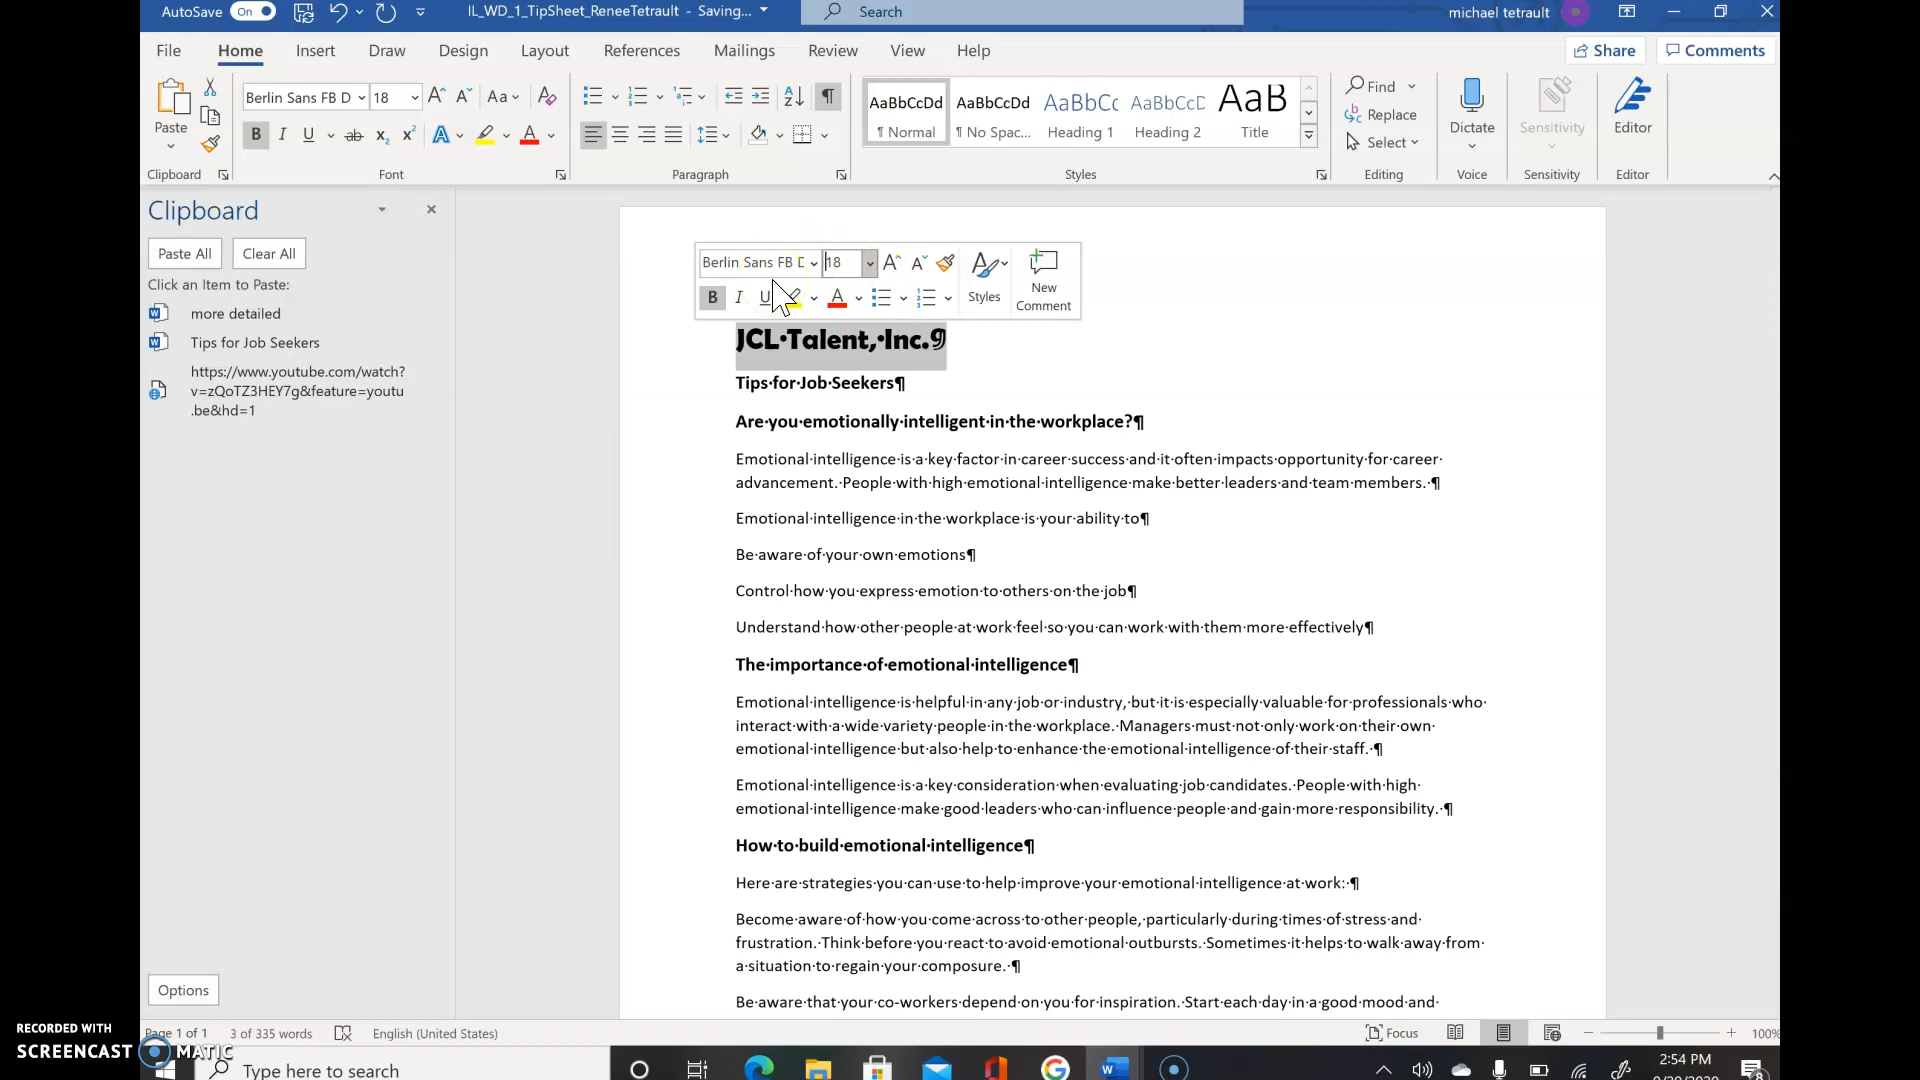 AutoSave On IL_WD_1_TipSheet_ReneeTetrault - Saving... Search michael tetrault
File Home Insert Draw Design Layout References Mailings Review View Help Share Comments
Paste
Berlin Sans FB D 18
Aa
B I U ab x₂ x² A A
AaBbCcDd AaBbCcDd AaBbCc AaBbCcD AaB
¶ Normal ¶ No Spac... Heading 1 Heading 2 Title
Find
Replace
Select
Dictate
Sensitivity
Editor
Clipboard Font Paragraph Styles Editing Voice Sensitivity Editor
Clipboard
Paste All Clear All
Click an Item to Paste:
more detailed
Tips for Job Seekers
https://www.youtube.com/watch?
v=zQoTZ3HEY7g&feature=youtu
.be&hd=1
Options
Berlin Sans FB D 18
B I U A
Styles
New
Comment
JCL·Talent,·Inc.¶
Tips·for·Job·Seekers¶
Are·you·emotionally·intelligent·in·the·workplace?¶
Emotional·intelligence·is·a·key·factor·in·career·success·and·it·often·impacts·opportunity·for·career·
advancement.·People·with·high·emotional·intelligence·make·better·leaders·and·team·members.·¶
Emotional·intelligence·in·the·workplace·is·your·ability·to¶
Be·aware·of·your·own·emotions¶
Control·how·you·express·emotion·to·others·on·the·job¶
Understand·how·other·people·at·work·feel·so·you·can·work·with·them·more·effectively¶
The·importance·of·emotional·intelligence¶
Emotional·intelligence·is·helpful·in·any·job·or·industry,·but·it·is·especially·valuable·for·professionals·who·
interact·with·a·wide·variety·people·in·the·workplace.·Managers·must·not·only·work·on·their·own·
emotional·intelligence·but·also·help·to·enhance·the·emotional·intelligence·of·their·staff.·¶
Emotional·intelligence·is·a·key·consideration·when·evaluating·job·candidates.·People·with·high·
emotional·intelligence·make·good·leaders·who·can·influence·people·and·gain·more·responsibility.·¶
How·to·build·emotional·intelligence¶
Here·are·strategies·you·can·use·to·help·improve·your·emotional·intelligence·at·work:·¶
Become·aware·of·how·you·come·across·to·other·people,·particularly·during·times·of·stress·and·
frustration.·Think·before·you·react·to·avoid·emotional·outbursts.·Sometimes·it·helps·to·walk·away·from·
a·situation·to·regain·your·composure.·¶
Be·aware·that·your·co-workers·depend·on·you·for·inspiration.·Start·each·day·in·a·good·mood·and·
Page 1 of 1 3 of 335 words English (United States) Focus 100%
RECORDED WITH
SCREENCAST MATIC
Type here to search
2:54 PM